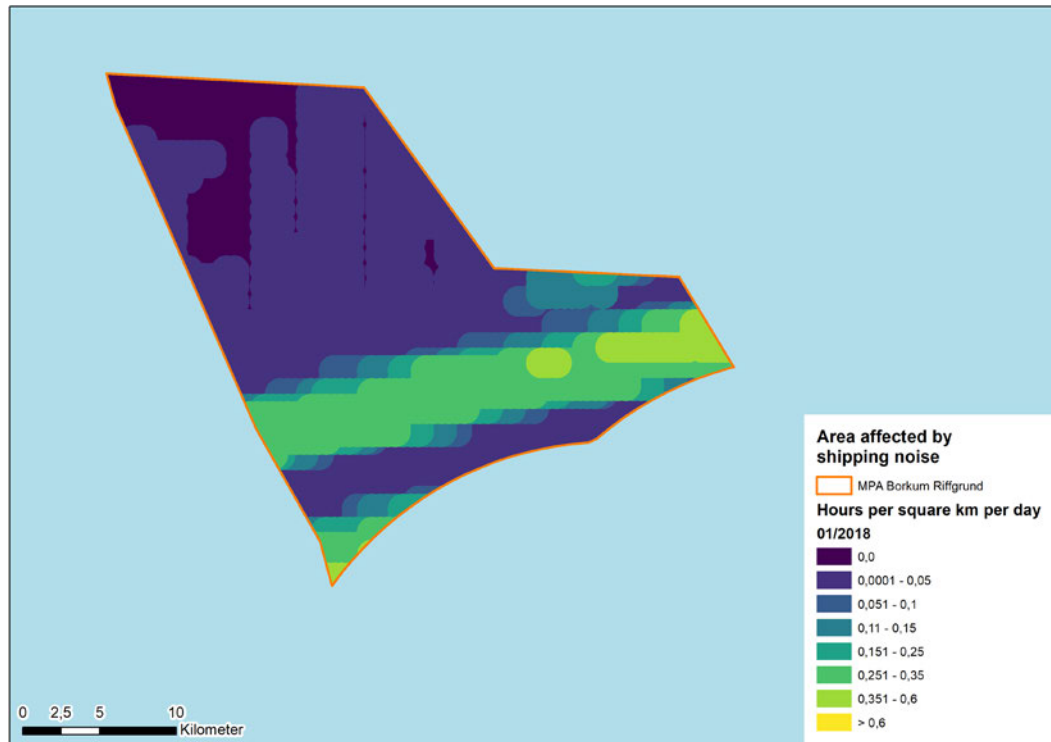 Area affected by
shipping noise
MPA Borkum Riffgrund
Hours per square km per day
01/2018
0,0
0,0001 - 0,05
0,051 - 0,1
0,11 - 0,15
0,151 - 0,25
0,251 - 0,35
0,351 - 0,6
> 0,6
0 2,5 5 10
Kilometer